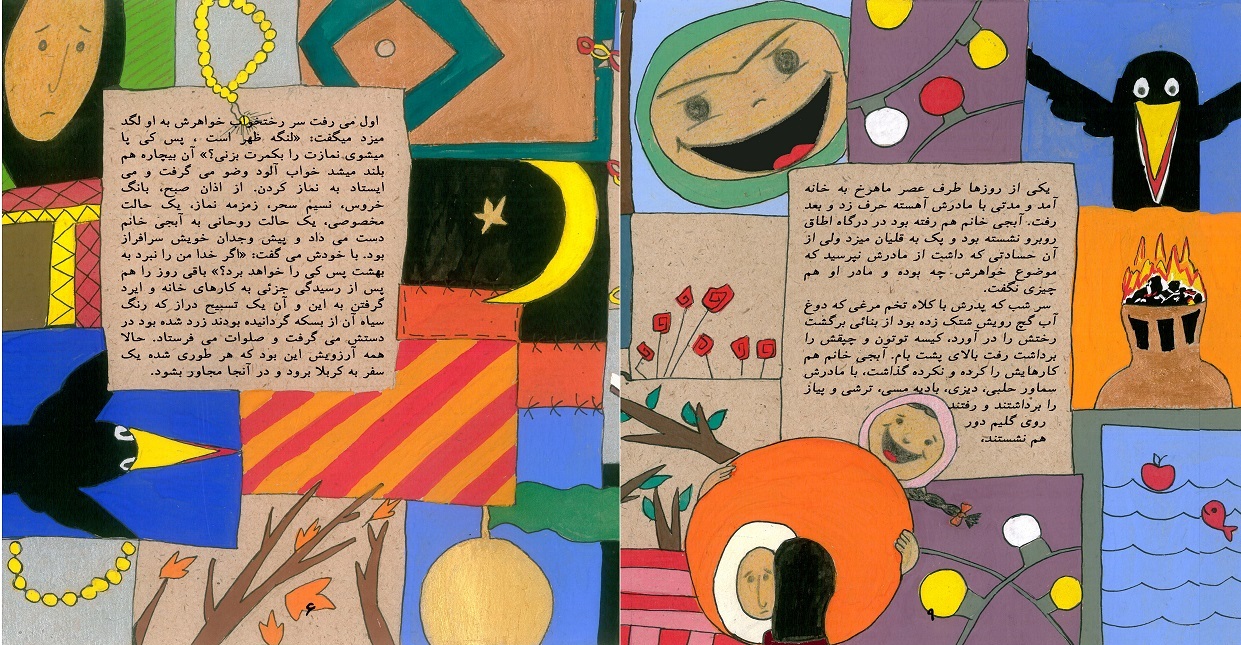 اول می رفت سر رختخواب خواهرش به او لگد
میزد میگفت: «لنگه ظهر است ، پس کی پا
میشوی نمازت را بکمرت بزنی؟» آن بیچاره هم
بلند میشد خواب آلود وضو می گرفت و می
ایستاد به نماز کردن. از اذان صبح، بانگ
خروس، نسیم سحر، زمزمه نماز، یک حالت
مخصوصی، یک حالت روحانی به آبجی خانم
دست می داد و پیش وجدان خویش سرافراز
بود. با خودش می گفت: «اگر خدا من را نبرد به
بهشت پس کی را خواهد برد؟» باقی روز را هم
پس از رسیدگی جزئی به کارهای خانه و ایرد
گرفتن به این و آن یک تسبیح دراز که رنگ
سیاه آن از بسکه گردانیده بودند زرد شده بود در
دستش می گرفت و صلوات می فرستاد. حالا
همه آرزویش این بود که هر طوری شده یک
سفر به کربلا برود و در آنجا مجاور بشود.
۶
یکی از روزها طرف عصر ماهرخ به خانه
آمد و مدتی با مادرش آهسته حرف زد و بعد
رفت. آبجی خانم هم رفته بود در درگاه اطاق
روبرو نشسته بود و پک به قلیان میزد ولی از
آن حسادتی که داشت از مادرش نپرسید که
موضوع خواهرش چه بوده و مادر او هم
چیزی نگفت.
سر شب که پدرش با کلاه تخم مرغی که دوغ
آب گچ رویش شتک زده بود از بنائی برگشت
رختش را در آورد، کیسه توتون و چپقش را
برداشت رفت بالای پشت بام. آبجی خانم هم
کارهایش را کرده و نکرده گذاشت، با مادرش
سماور حلبی، دیزی، بادیه مسی، ترشی و پیاز
را برداشتند و رفتند
روی گلیم دور
هم نشستند،
۹